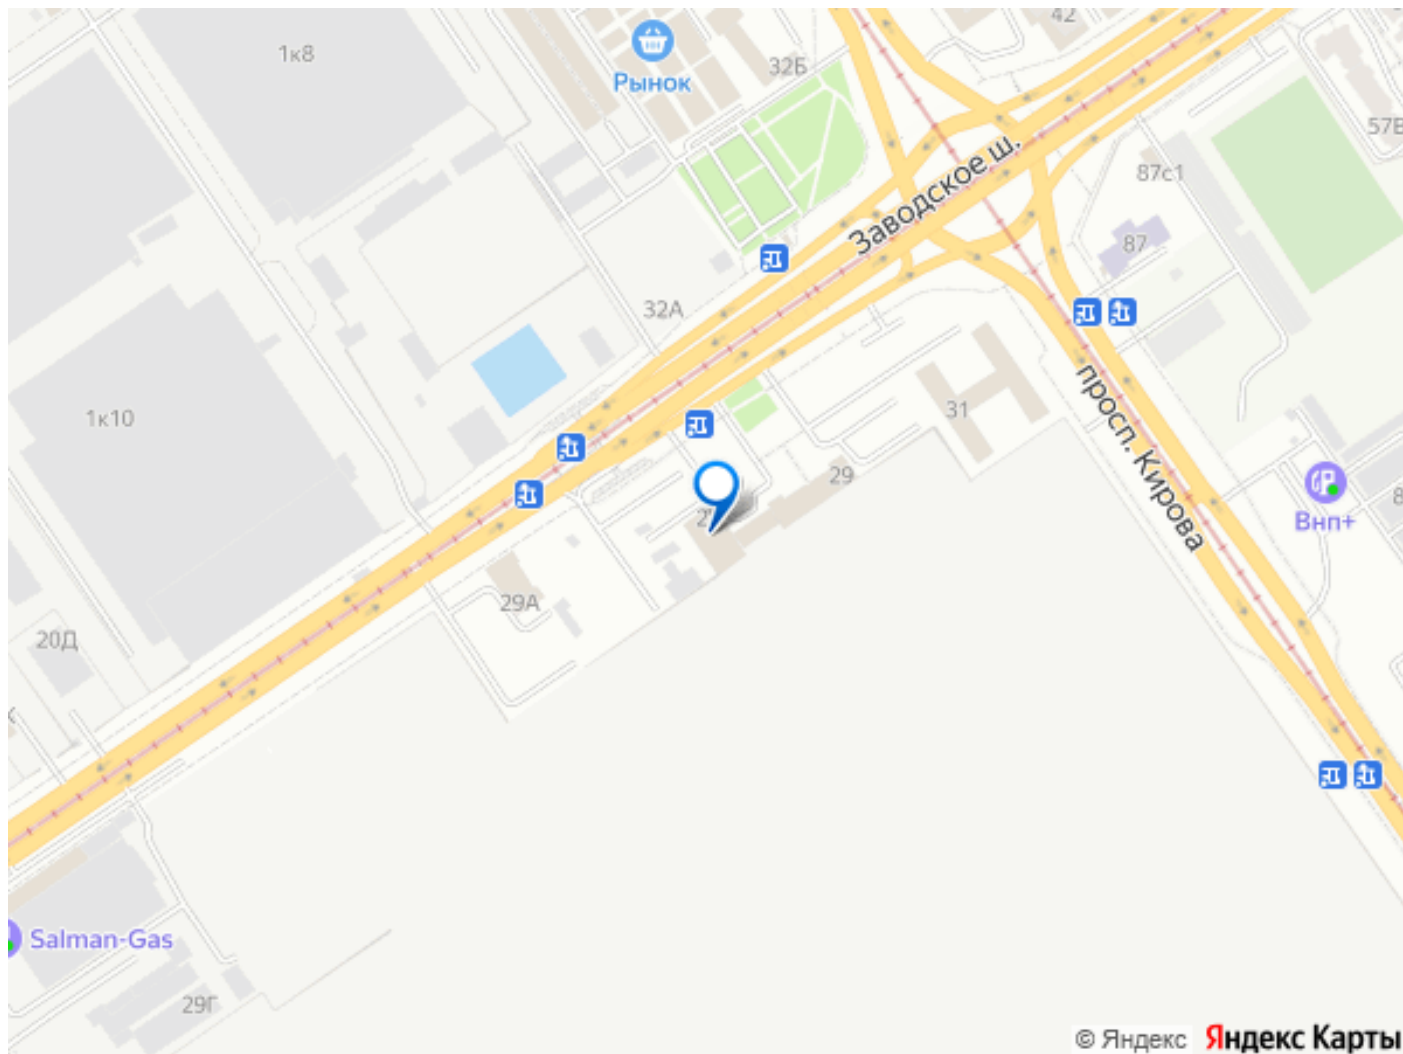 42
1к8
32Б
Рынок
57В
Заводское ш.
87с1
87
32А
1к10
31
просп. Кирова
29
Внп+
8
29А
20Д
Salman-Gas
29Г
© Яндекс Яндекс Карты